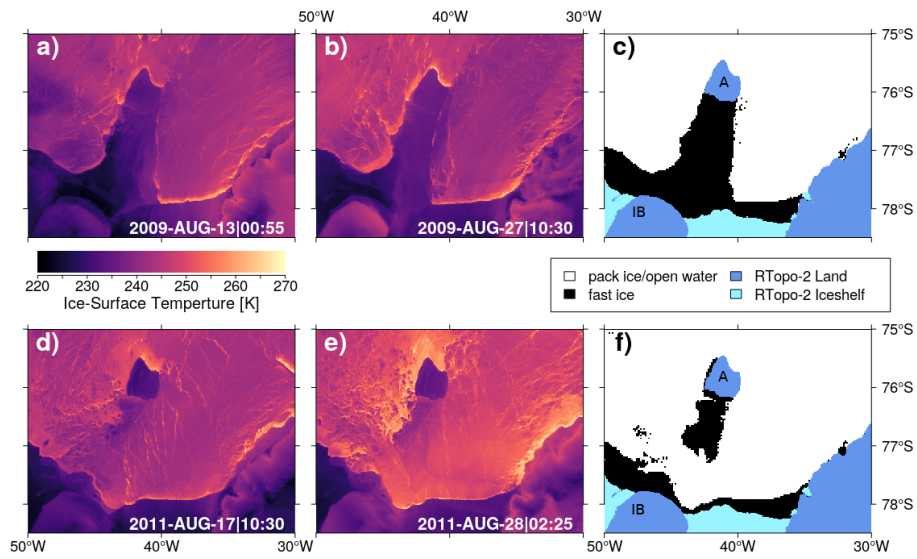 50°W 40°W 30°W
a) b) c) 75°S
A 76°S
77°S
IB 78°S
2009-AUG-13|00:55 2009-AUG-27|10:30
220 230 240 250 260 270
Ice-Surface Temperture [K]
pack ice/open water RTopo-2 Land
fast ice RTopo-2 Iceshelf
d) e) f) 75°S
A 76°S
77°S
IB 78°S
2011-AUG-17|10:30 2011-AUG-28|02:25
50°W 40°W 30°W 50°W 40°W 30°W